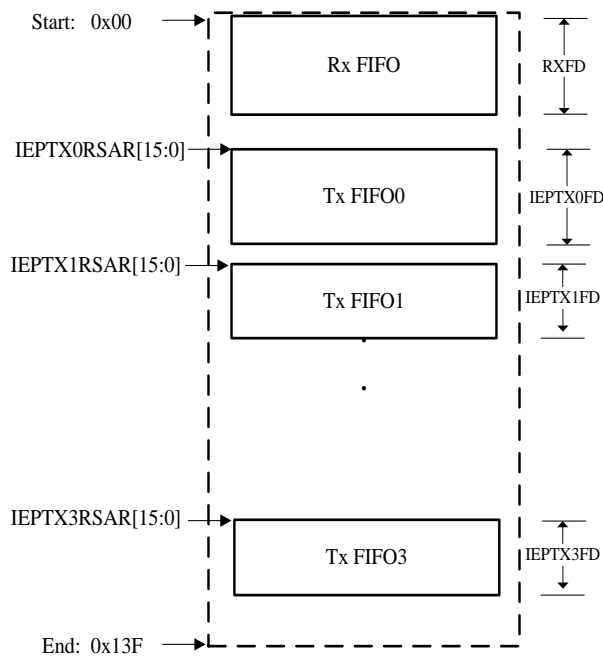 Start: 0x00
Rx FIFO
RXFD
IEPTX0RSAR[15:0]
Tx FIFO0
IEPTX0FD
IEPTX1RSAR[15:0]
Tx FIFO1
IEPTX1FD
IEPTX3RSAR[15:0]
Tx FIFO3
IEPTX3FD
End: 0x13F